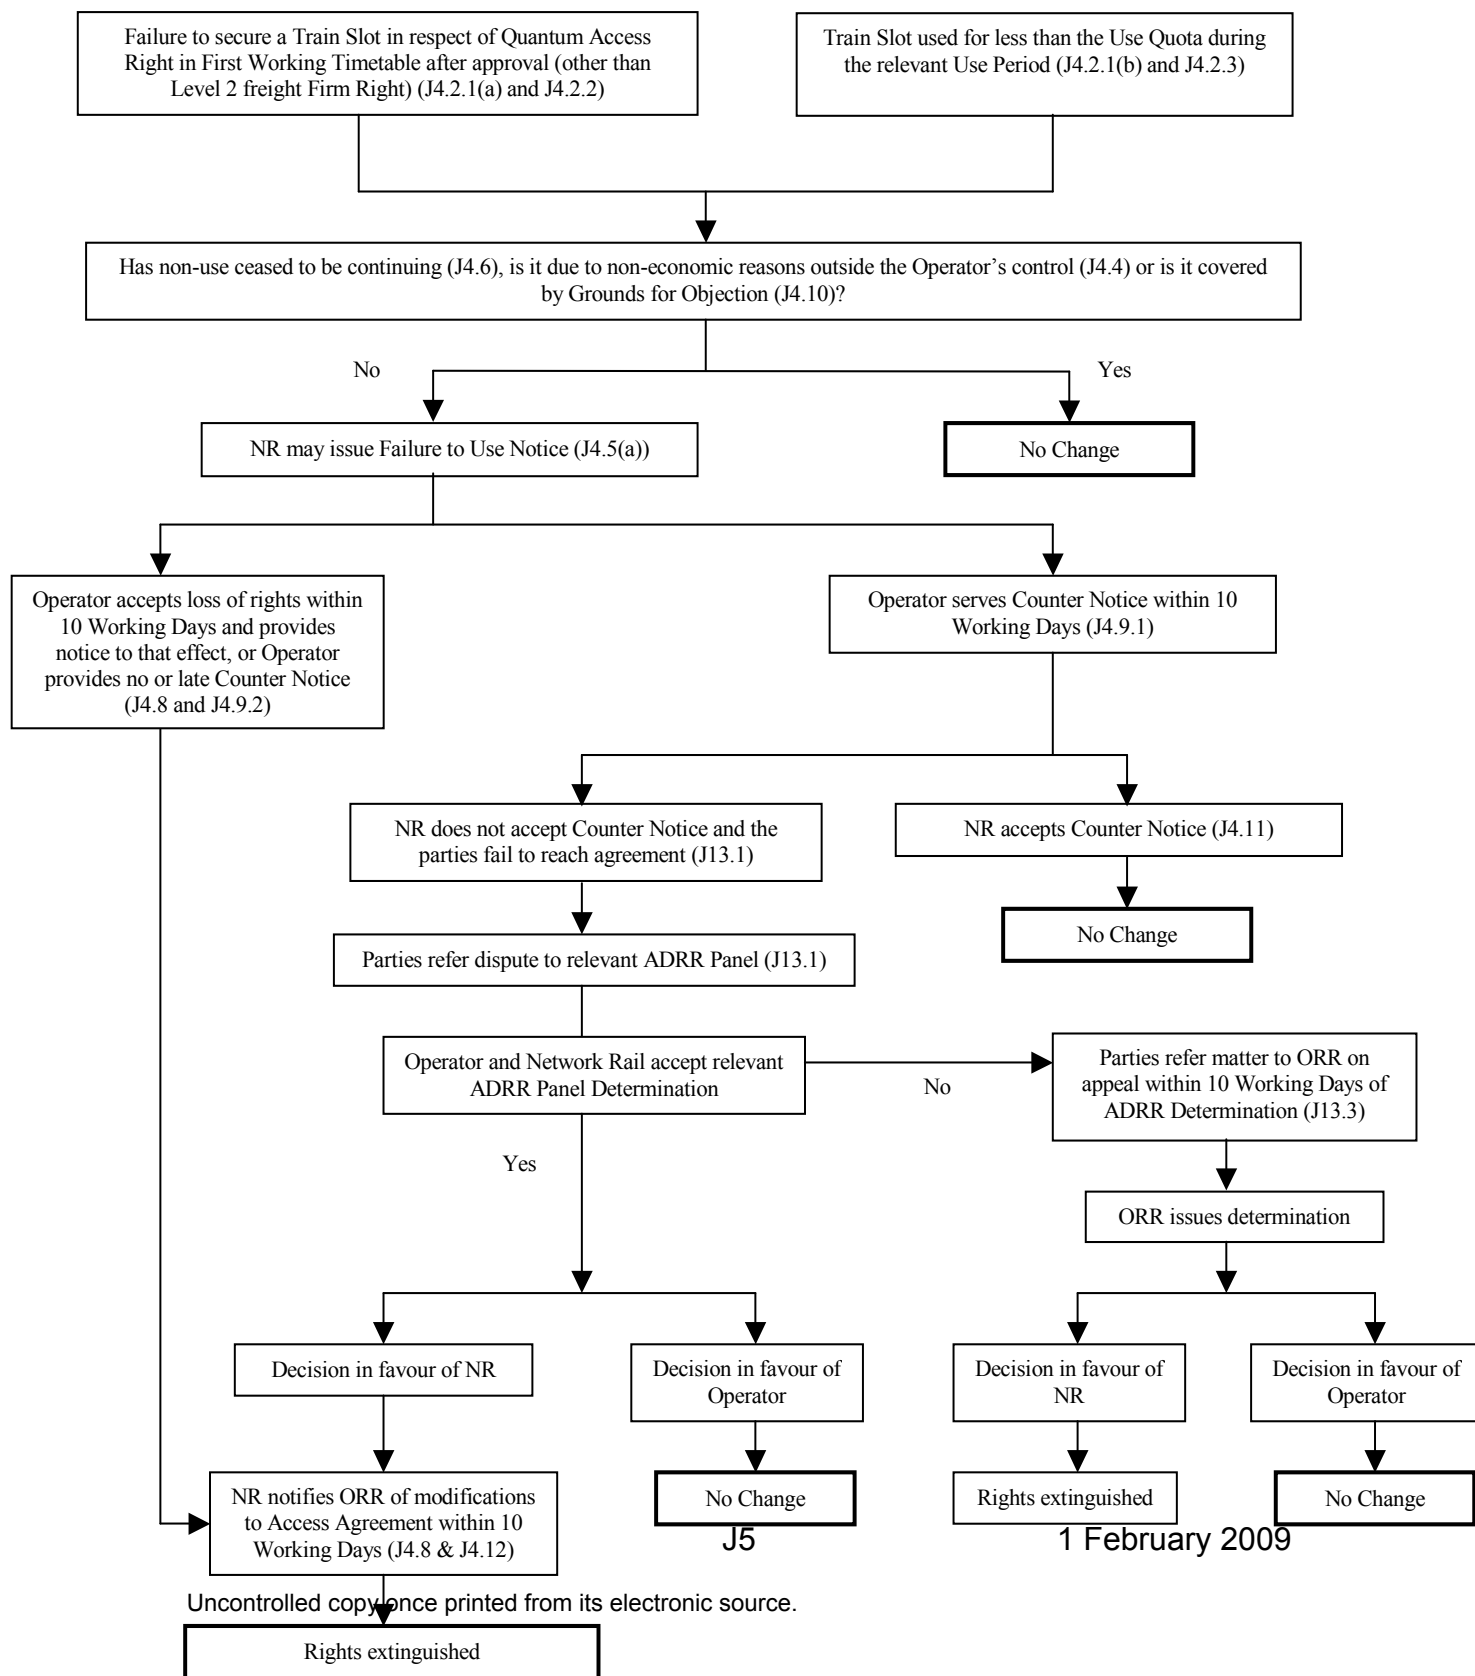 Failure to secure a Train Slot in respect of Quantum Access
Right in First Working Timetable after approval (other than
Level 2 freight Firm Right) (J4.2.1(a) and J4.2.2)
Train Slot used for less than the Use Quota during
the relevant Use Period (J4.2.1(b) and J4.2.3)
Has non-use ceased to be continuing (J4.6), is it due to non-economic reasons outside the Operator's control (J4.4) or is it covered
by Grounds for Objection (J4.10)?
No
Yes
NR may issue Failure to Use Notice (J4.5(a))
No Change
Operator accepts loss of rights within
10 Working Days and provides
notice to that effect, or Operator
provides no or late Counter Notice
(J4.8 and J4.9.2)
Operator serves Counter Notice within 10
Working Days (J4.9.1)
NR does not accept Counter Notice and the
parties fail to reach agreement (J13.1)
NR accepts Counter Notice (J4.11)
No Change
Parties refer dispute to relevant ADRR Panel (J13.1)
Operator and Network Rail accept relevant
ADRR Panel Determination
No
Parties refer matter to ORR on
appeal within 10 Working Days of
ADRR Determination (J13.3)
Yes
ORR issues determination
Decision in favour of NR
Decision in favour of
Operator
Decision in favour of
NR
Decision in favour of
Operator
NR notifies ORR of modifications
to Access Agreement within 10
Working Days (J4.8 & J4.12)
No Change
Rights extinguished
No Change
J5
1 February 2009
Uncontrolled copy once printed from its electronic source.
Rights extinguished